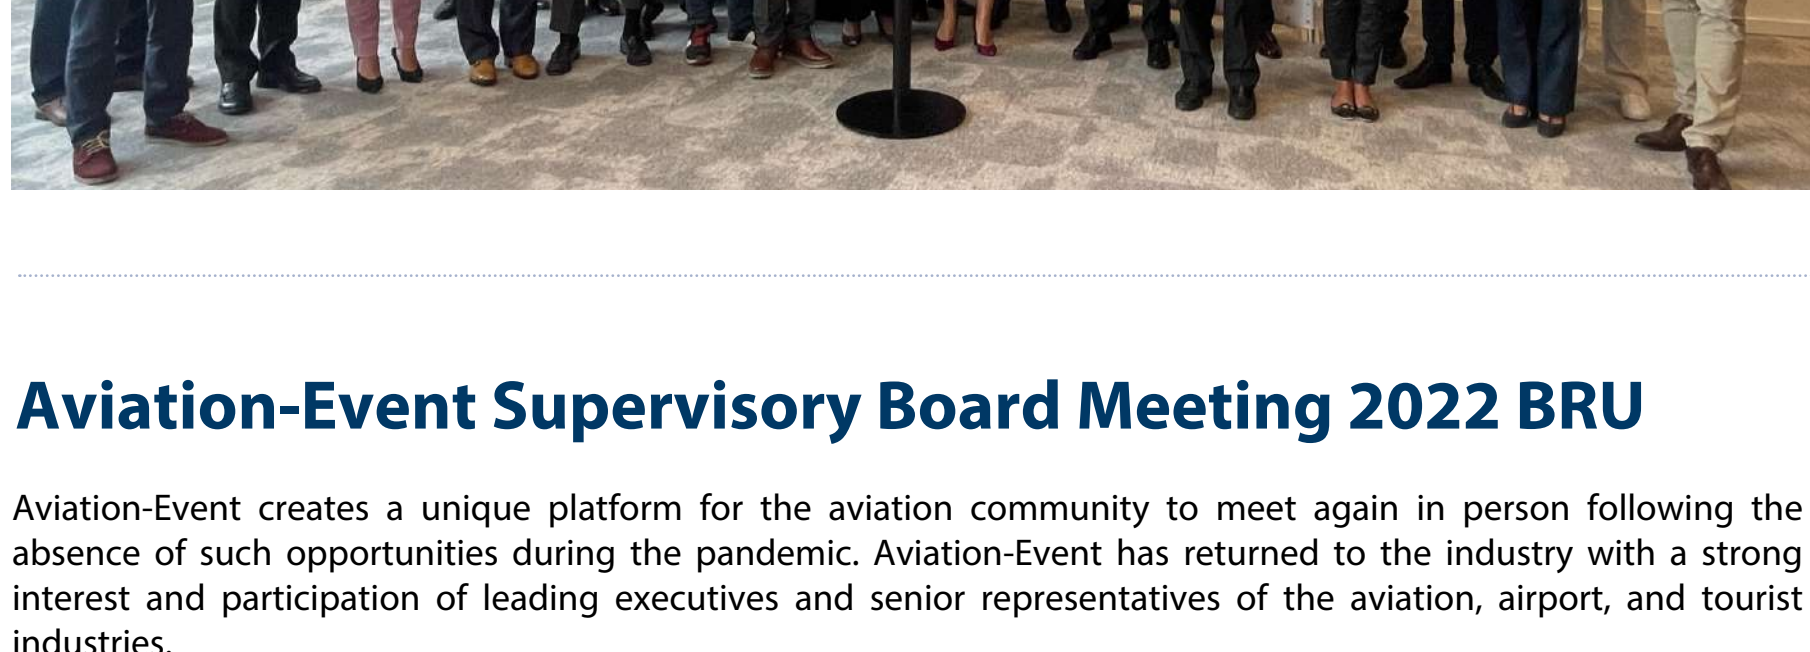 Aviation-Event Supervisory Board Meeting 2022 BRU
Aviation-Event creates a unique platform for the aviation community to meet again in person following the
absence of such opportunities during the pandemic. Aviation-Event has returned to the industry with a strong
interest and participation of leading executives and senior representatives of the aviation, airport, and tourist
industries.